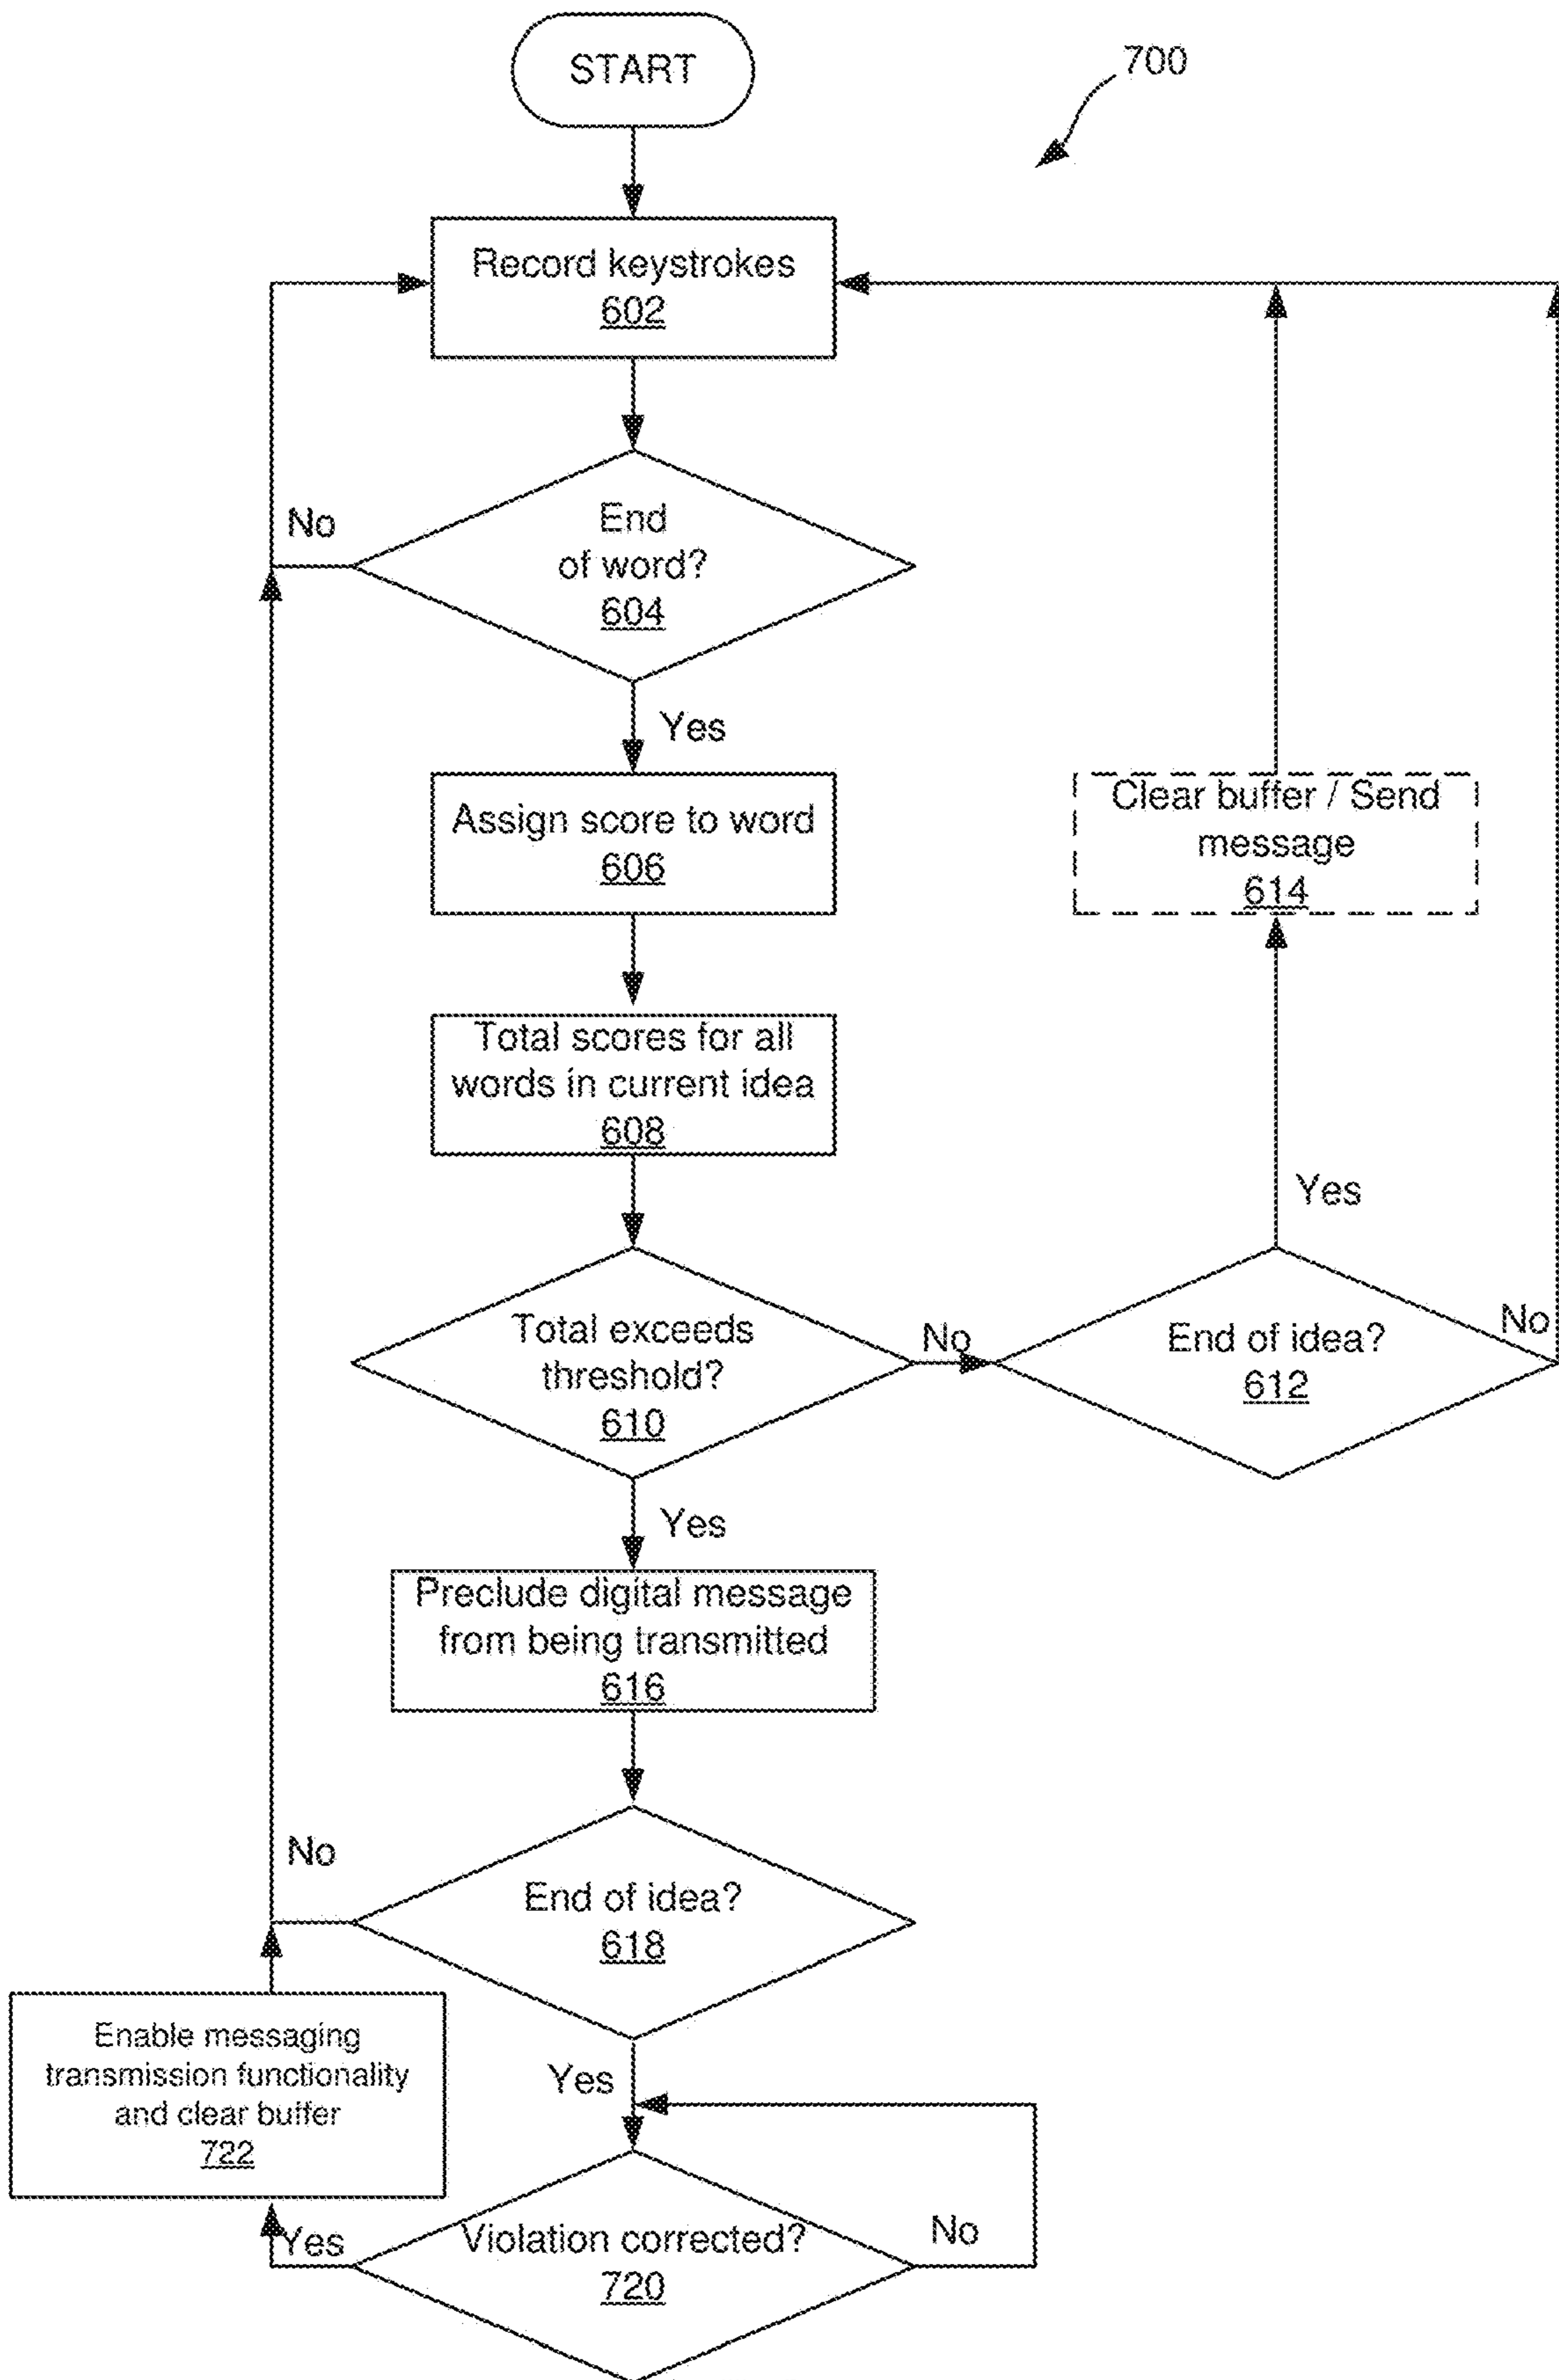 START
700
Record keystrokes
602
No
End
of word?
604
Yes
Assign score to word
606
Clear buffer / Send
message
614
Total scores for all
words in current idea
608
Yes
Total exceeds
threshold?
610
No
End of idea?
612
No
Yes
Preclude digital message
from being transmitted
616
No
End of idea?
618
Enable messaging
transmission functionality
and clear buffer
722
Yes
Yes
Violation corrected?
720
No